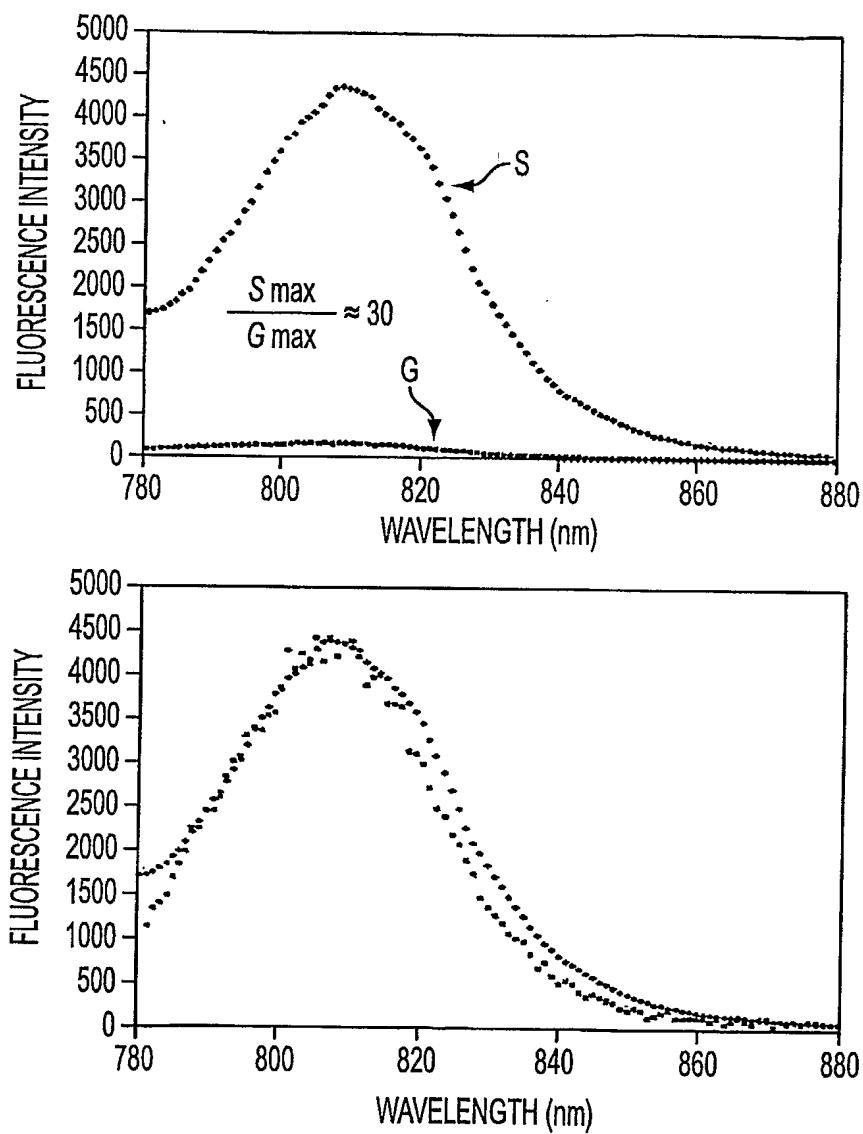 5000
4500
4000
3500
3000
2500
2000
1500
1000
500
0
FLUORESCENCE INTENSITY
S
S max
G max
≈ 30
G
780 800 820 840 860 880
WAVELENGTH (nm)
5000
4500
4000
3500
3000
2500
2000
1500
1000
500
0
FLUORESCENCE INTENSITY
780 800 820 840 860 880
WAVELENGTH (nm)